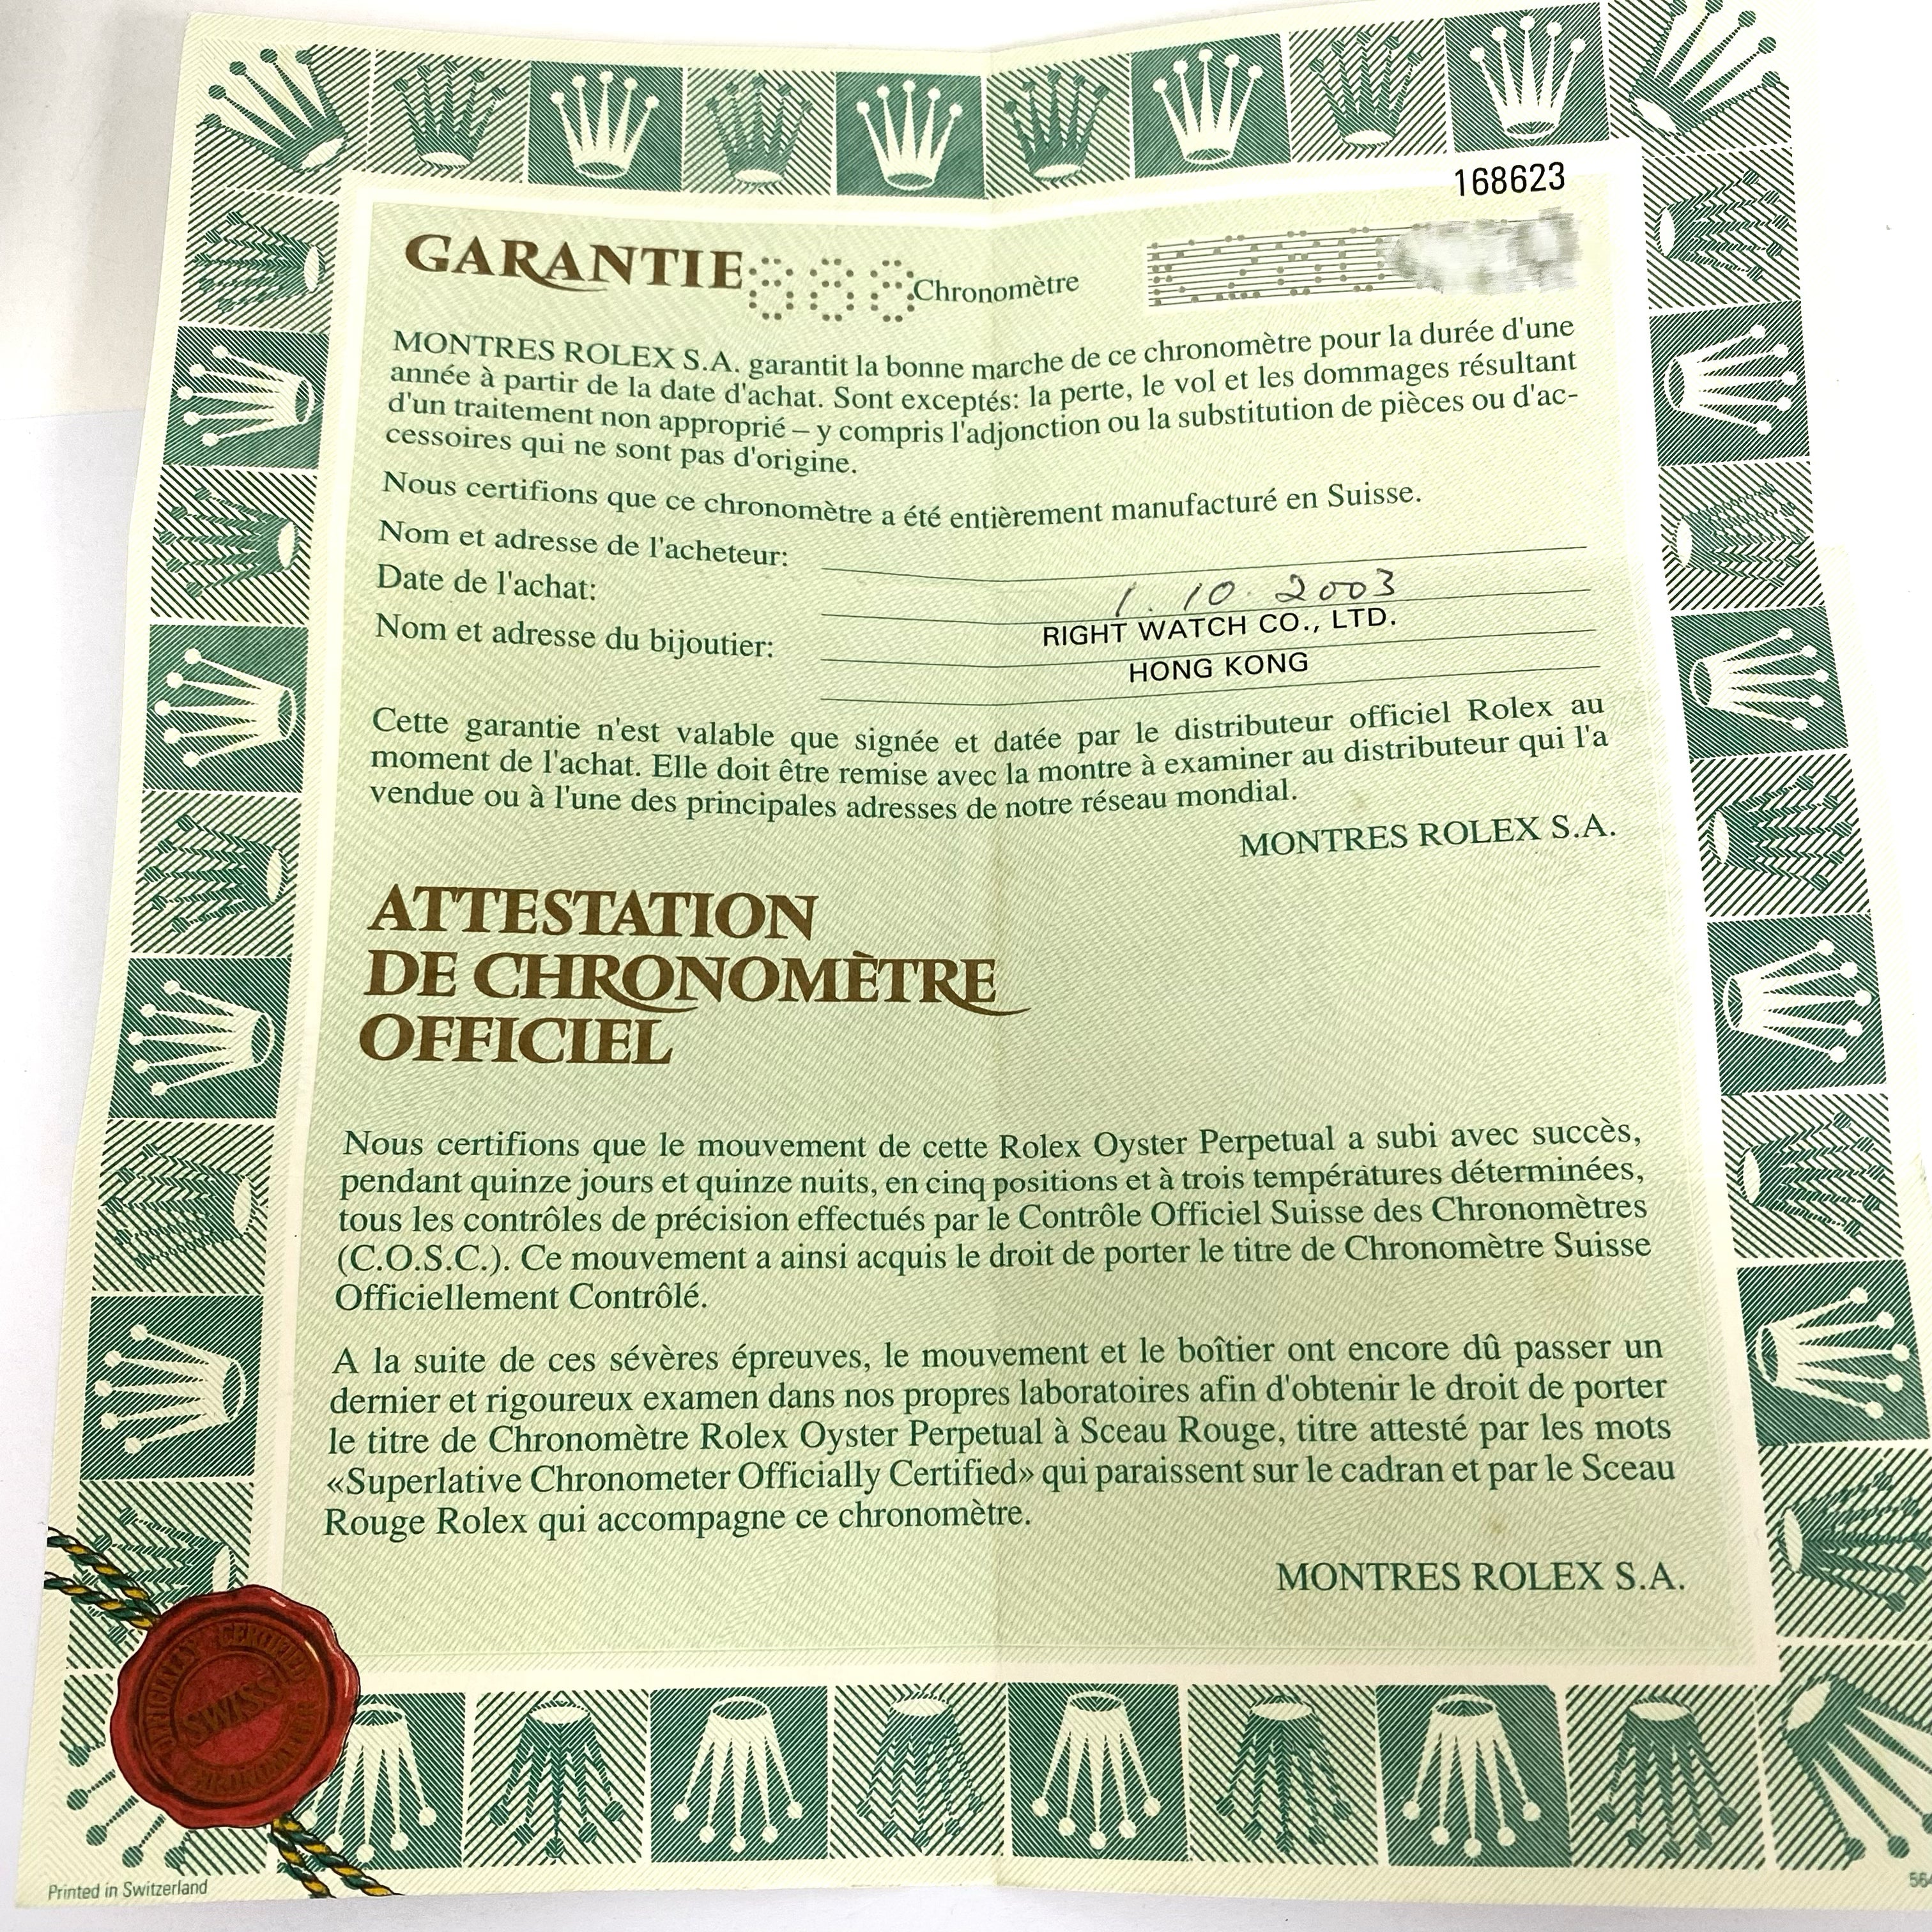 168623
GARANTIE 888 Chronomètre
MONTRES ROLEX S.A. garantit la bonne marche de ce chronomètre pour la durée d'une
année à partir de la date d'achat. Sont exceptés: la perte, le vol et les dommages résultant
d'un traitement non approprié – y compris l'adjonction ou la substitution de pièces ou d'ac-
cessoires qui ne sont pas d'origine.
Nous certifions que ce chronomètre a été entièrement manufacturé en Suisse.
Nom et adresse de l'acheteur:
Date de l'achat: 1. 10. 2003
Nom et adresse du bijoutier: RIGHT WATCH CO., LTD.
HONG KONG
Cette garantie n'est valable que signée et datée par le distributeur officiel Rolex au
moment de l'achat. Elle doit être remise avec la montre à examiner au distributeur qui l'a
vendue ou à l'une des principales adresses de notre réseau mondial.
MONTRES ROLEX S.A.
ATTESTATION
DE CHRONOMÈTRE
OFFICIEL
Nous certifions que le mouvement de cette Rolex Oyster Perpetual a subi avec succès,
pendant quinze jours et quinze nuits, en cinq positions et à trois températures déterminées,
tous les contrôles de précision effectués par le Contrôle Officiel Suisse des Chronomètres
(C.O.S.C.). Ce mouvement a ainsi acquis le droit de porter le titre de Chronomètre Suisse
Officiellement Contrôlé.
A la suite de ces sévères épreuves, le mouvement et le boîtier ont encore dû passer un
dernier et rigoureux examen dans nos propres laboratoires afin d'obtenir le droit de porter
le titre de Chronomètre Rolex Oyster Perpetual à Sceau Rouge, titre attesté par les mots
«Superlative Chronometer Officially Certified» qui paraissent sur le cadran et par le Sceau
Rouge Rolex qui accompagne ce chronomètre.
MONTRES ROLEX S.A.
OFFICIALLY CERTIFIED
SWISS
CHRONOMETER
Printed in Switzerland
564